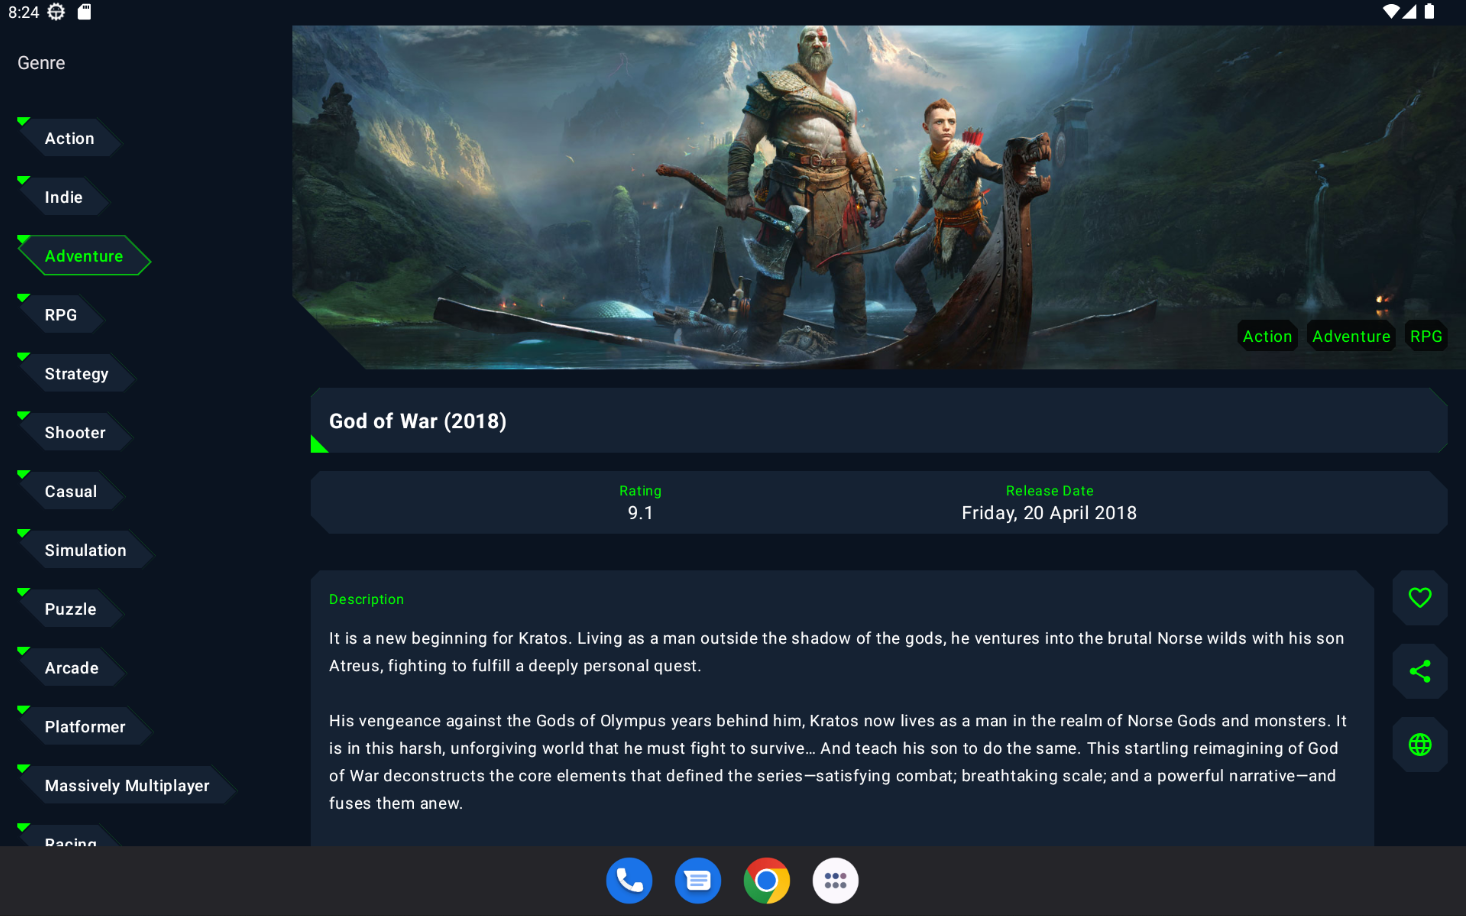 8:24
Genre
Action
Indie
Adventure
RPG
Strategy
Shooter
Casual
Simulation
Puzzle
Arcade
Platformer
Massively Multiplayer
Racing
Action Adventure RPG
God of War (2018)
Rating
9.1
Release Date
Friday, 20 April 2018
Description
It is a new beginning for Kratos. Living as a man outside the shadow of the gods, he ventures into the brutal Norse wilds with his son
Atreus, fighting to fulfill a deeply personal quest.
His vengeance against the Gods of Olympus years behind him, Kratos now lives as a man in the realm of Norse Gods and monsters. It
is in this harsh, unforgiving world that he must fight to survive… And teach his son to do the same. This startling reimagining of God
of War deconstructs the core elements that defined the series—satisfying combat; breathtaking scale; and a powerful narrative—and
fuses them anew.